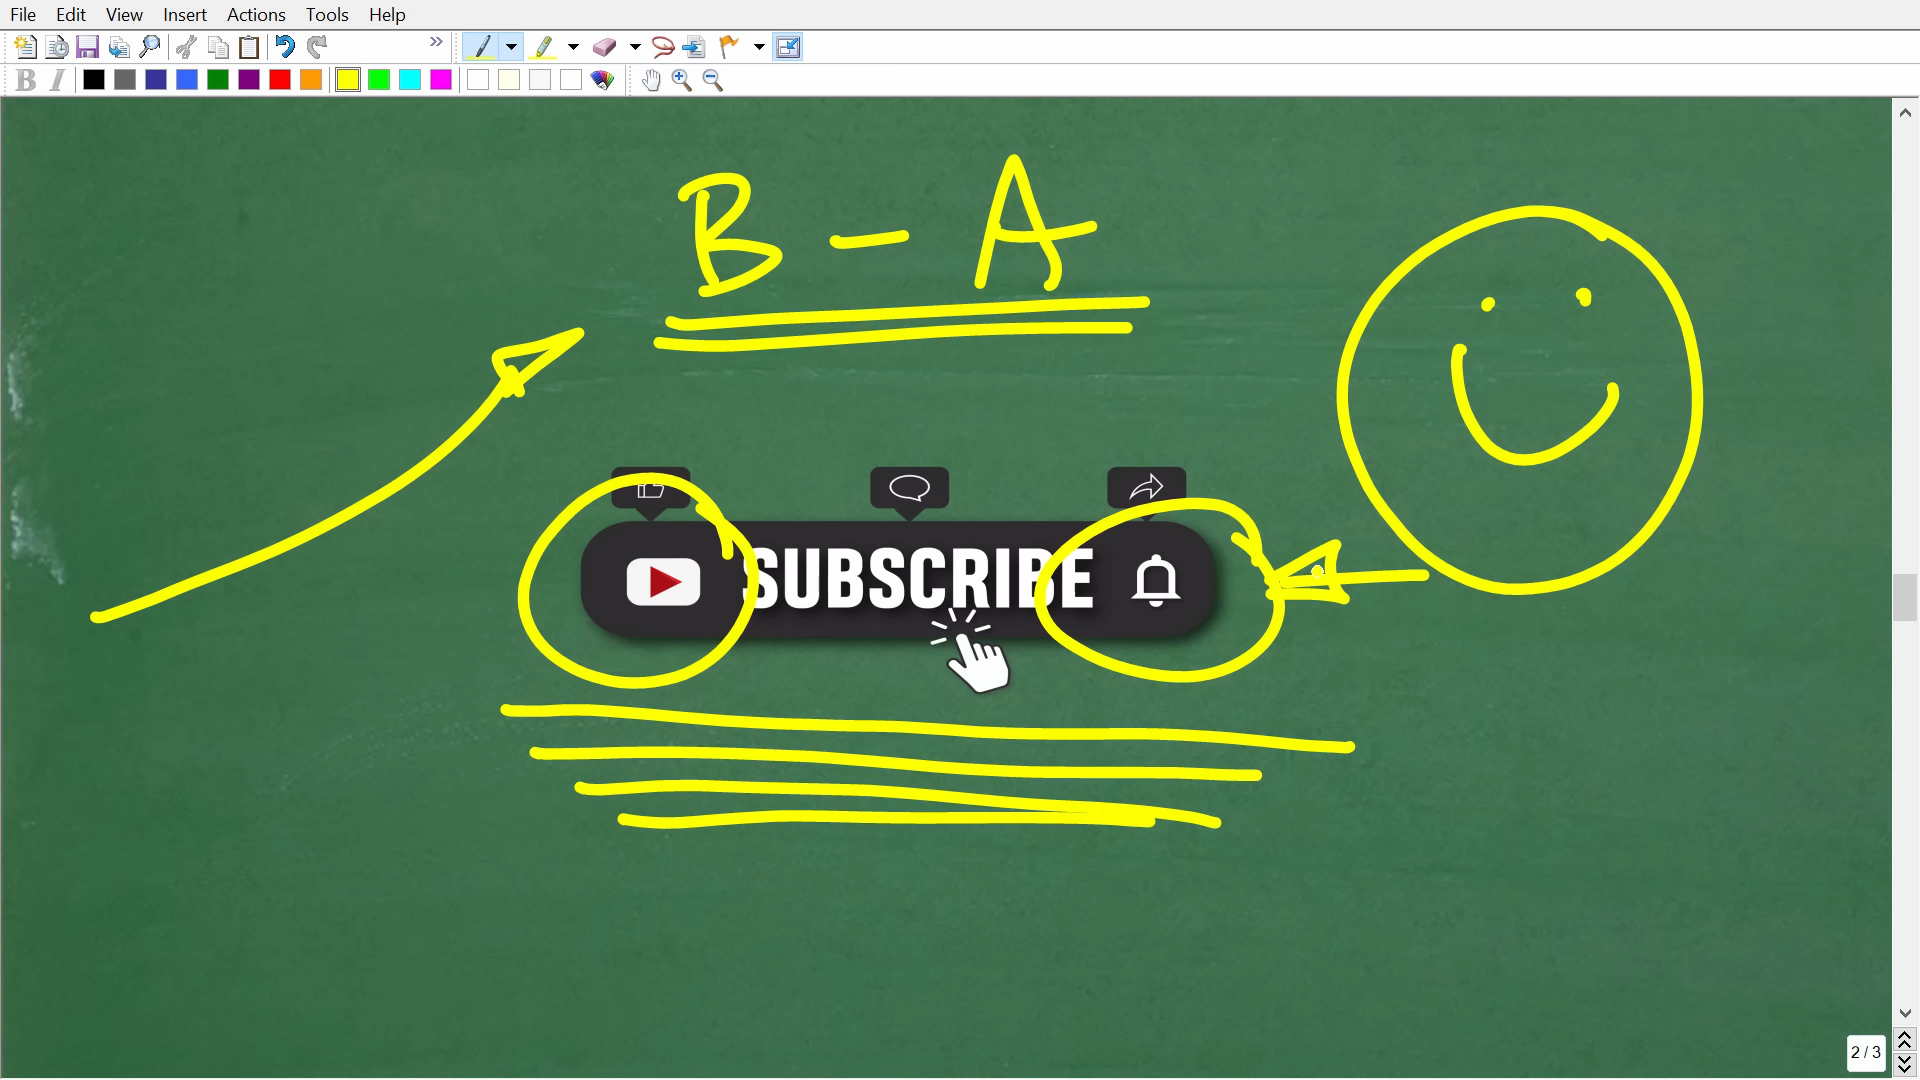 File Edit View Insert Actions Tools Help
B I
B - A
SUBSCRIBE
2 / 3